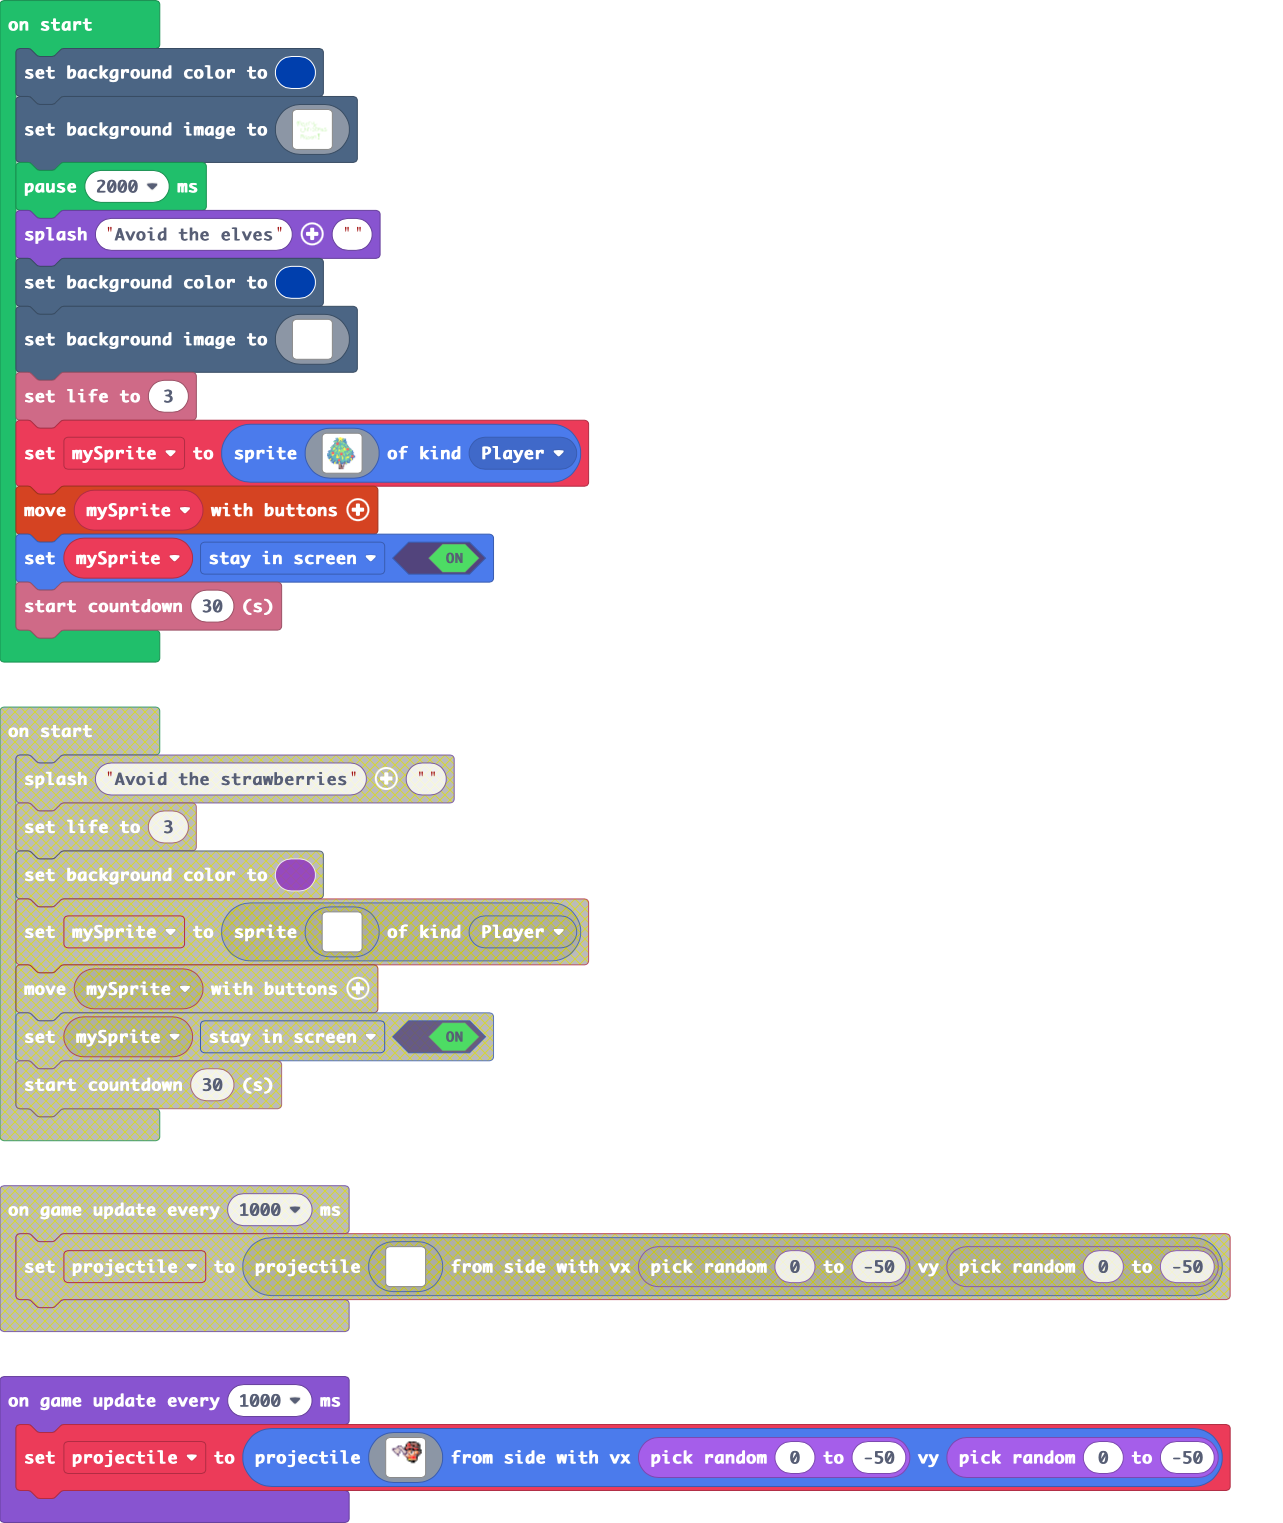 on start
set background color to
set background image to
pause 2000 ms
splash "Avoid the elves" " "
set background color to
set background image to
set life to 3
set mySprite to sprite of kind Player
move mySprite with buttons
set mySprite stay in screen ON
start countdown 30 (s)
on start
splash "Avoid the strawberries" " "
set life to 3
set background color to
set mySprite to sprite of kind Player
move mySprite with buttons
set mySprite stay in screen ON
start countdown 30 (s)
on game update every 1000 ms
set projectile to projectile from side with vx pick random 0 to -50 vy pick random 0 to -50
on game update every 1000 ms
set projectile to projectile from side with vx pick random 0 to -50 vy pick random 0 to -50